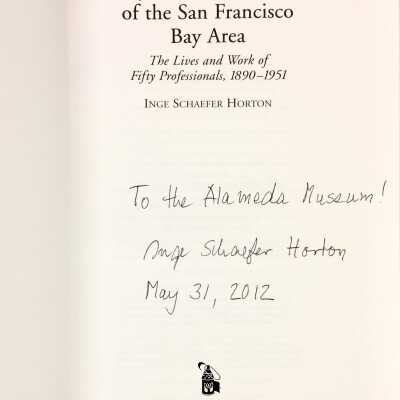 of the San Francisco
Bay Area
The Lives and Work of
Fifty Professionals, 1890–1951
Inge Schaefer Horton
To the Alameda Museum!
Inge Schaefer Horton
May 31, 2012